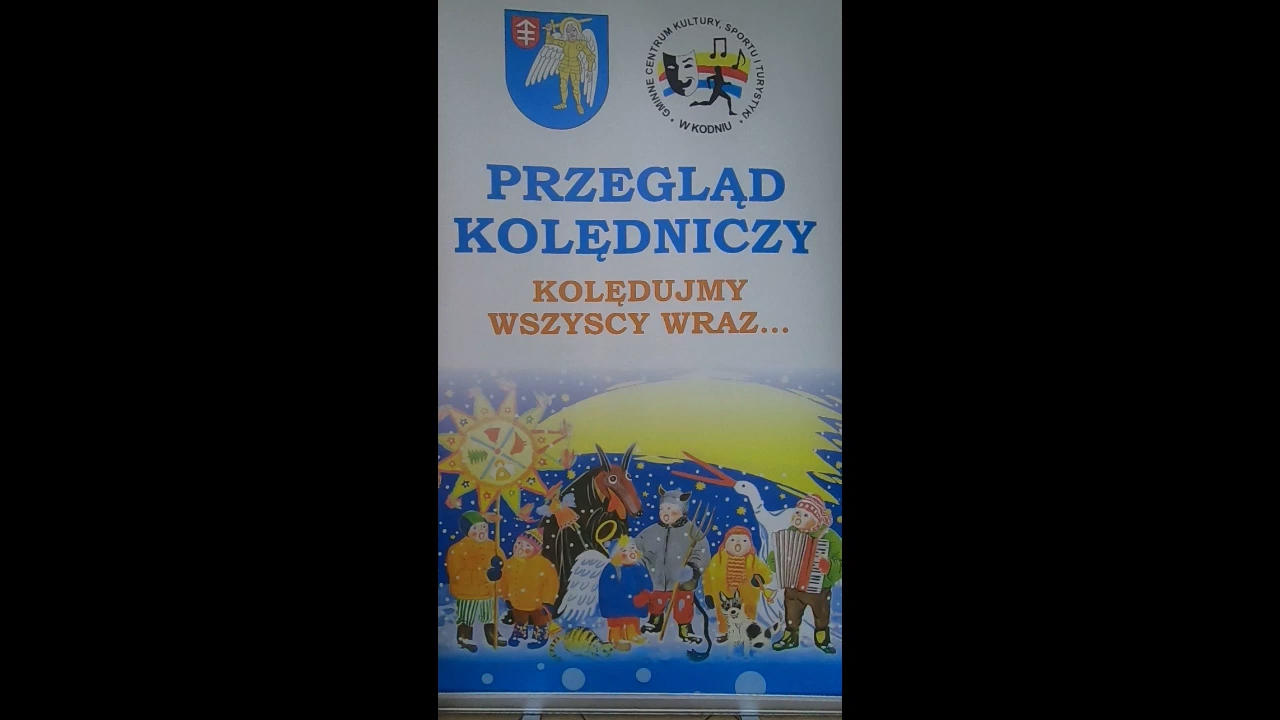 GMINNE CENTRUM KULTURY, SPORTU I TURYSTYKI
* W KODNIU *
PRZEGLĄD
KOLĘDNICZY
KOLĘDUJMY
WSZYSCY WRAZ...